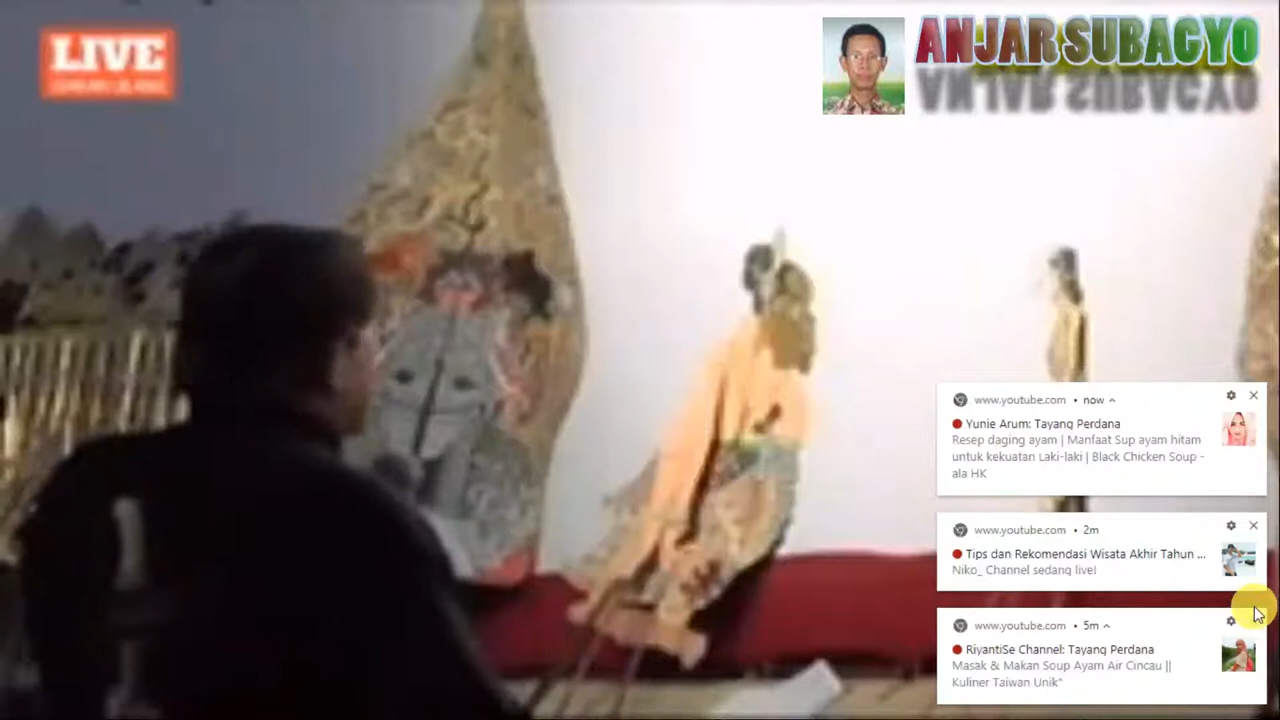 LIVE
ANJAR SUBAGYO
www.youtube.com • now
Yunie Arum: Tayang Perdana
Resep daging ayam | Manfaat Sup ayam hitam
untuk kekuatan Laki-laki | Black Chicken Soup -
ala HK
www.youtube.com • 2m
Tips dan Rekomendasi Wisata Akhir Tahun ...
Niko_ Channel sedang live!
www.youtube.com • 5m
RiyantiSe Channel: Tayang Perdana
Masak & Makan Soup Ayam Air Cincau ||
Kuliner Taiwan Unik"